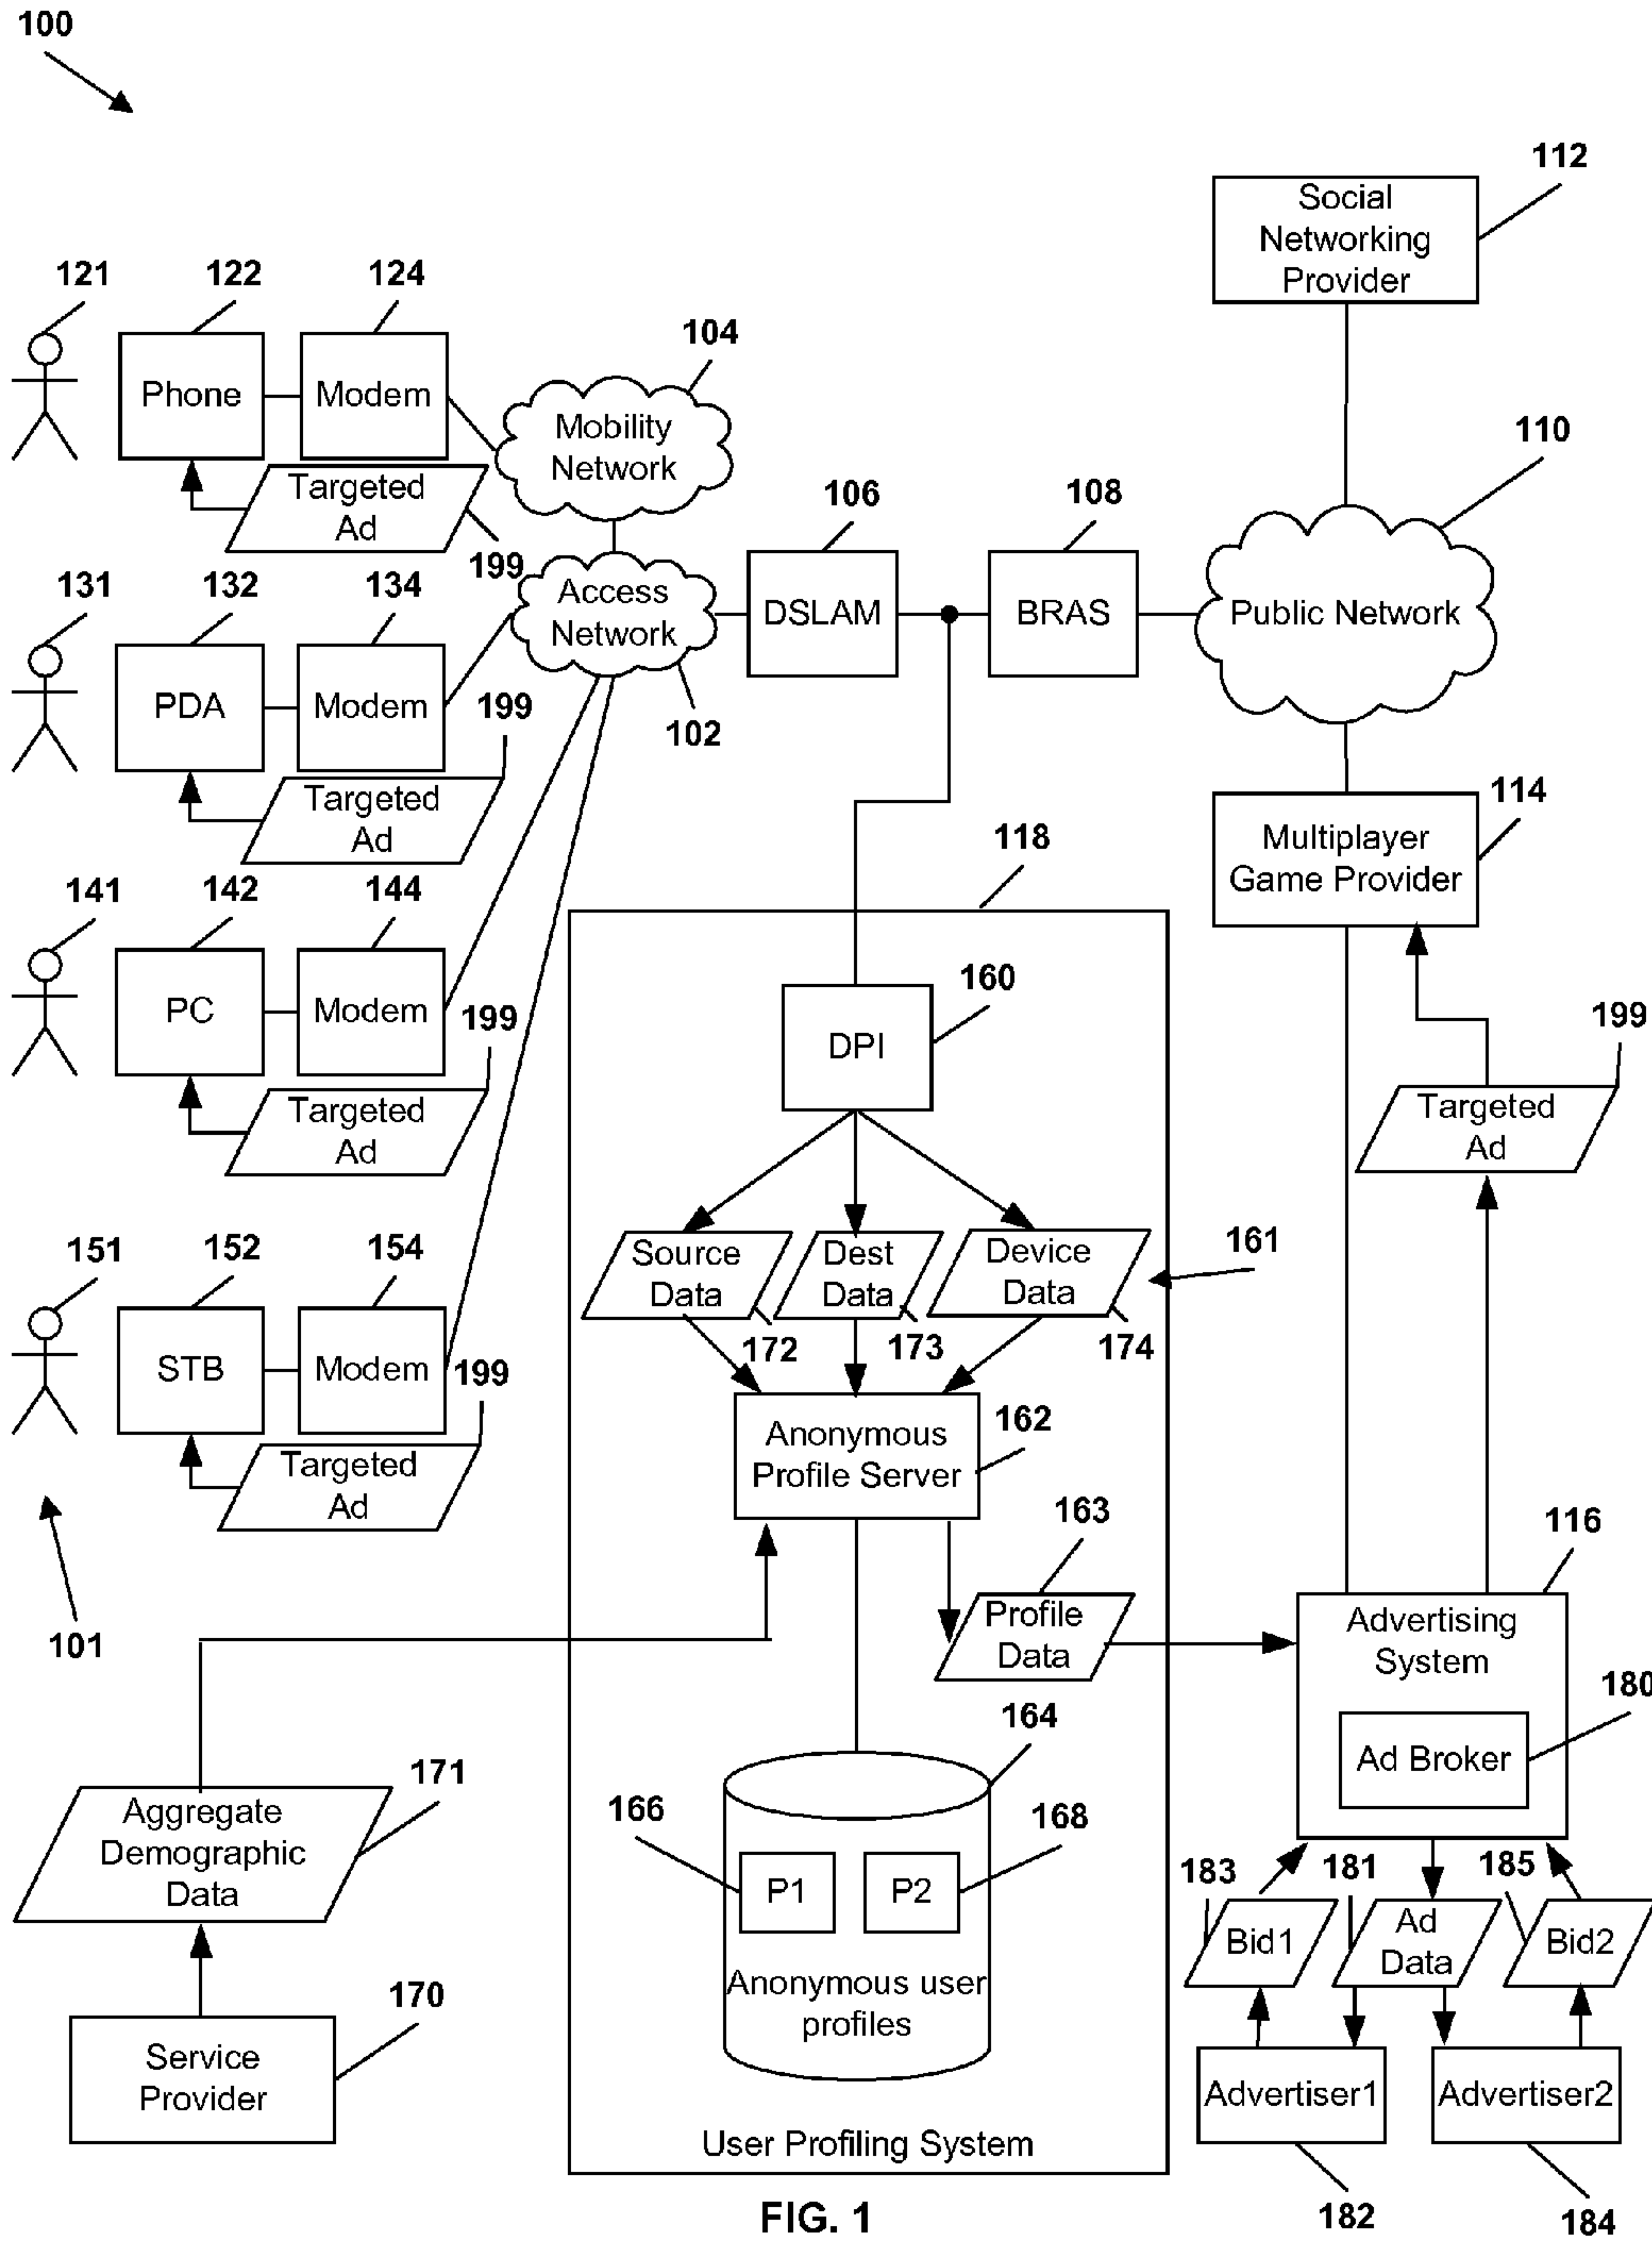 100
112
Social
Networking
Provider
121
122
124
104
Phone
Modem
Mobility
Network
110
Targeted
Ad
199
106
108
131
132
134
Access
Network
DSLAM
BRAS
Public Network
PDA
Modem
199
102
Targeted
Ad
118
114
Multiplayer
Game Provider
141
142
144
160
PC
Modem
199
DPI
199
Targeted
Ad
Targeted
Ad
151
152
154
Source
Data
Dest
Data
Device
Data
161
172
173
174
STB
Modem
199
Targeted
Ad
162
Anonymous
Profile Server
163
116
101
Profile
Data
Advertising
System
180
Ad Broker
164
171
Aggregate
Demographic
Data
166
168
P1
P2
183
181
185
Bid1
Ad
Data
Bid2
Anonymous user
profiles
170
Service
Provider
Advertiser1
Advertiser2
User Profiling System
182
184
FIG. 1